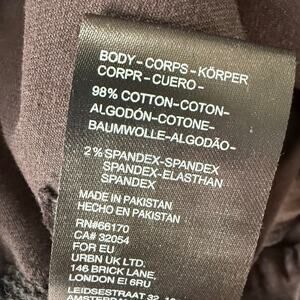 BODY-CORPS-KÖRPER
CORPR-CUERO-
98% COTTON-COTON-
ALGODÓN-COTONE-
BAUMWOLLE-ALGODÃO-
2% SPANDEX-SPANDEX
SPANDEX-ELASTHAN
SPANDEX
MADE IN PAKISTAN
HECHO EN PAKISTAN
RN#66170
CA# 32054
FOR EU
URBN UK LTD.
146 BRICK LANE,
LONDON E1 6RU
LEIDSESTRAAT 32